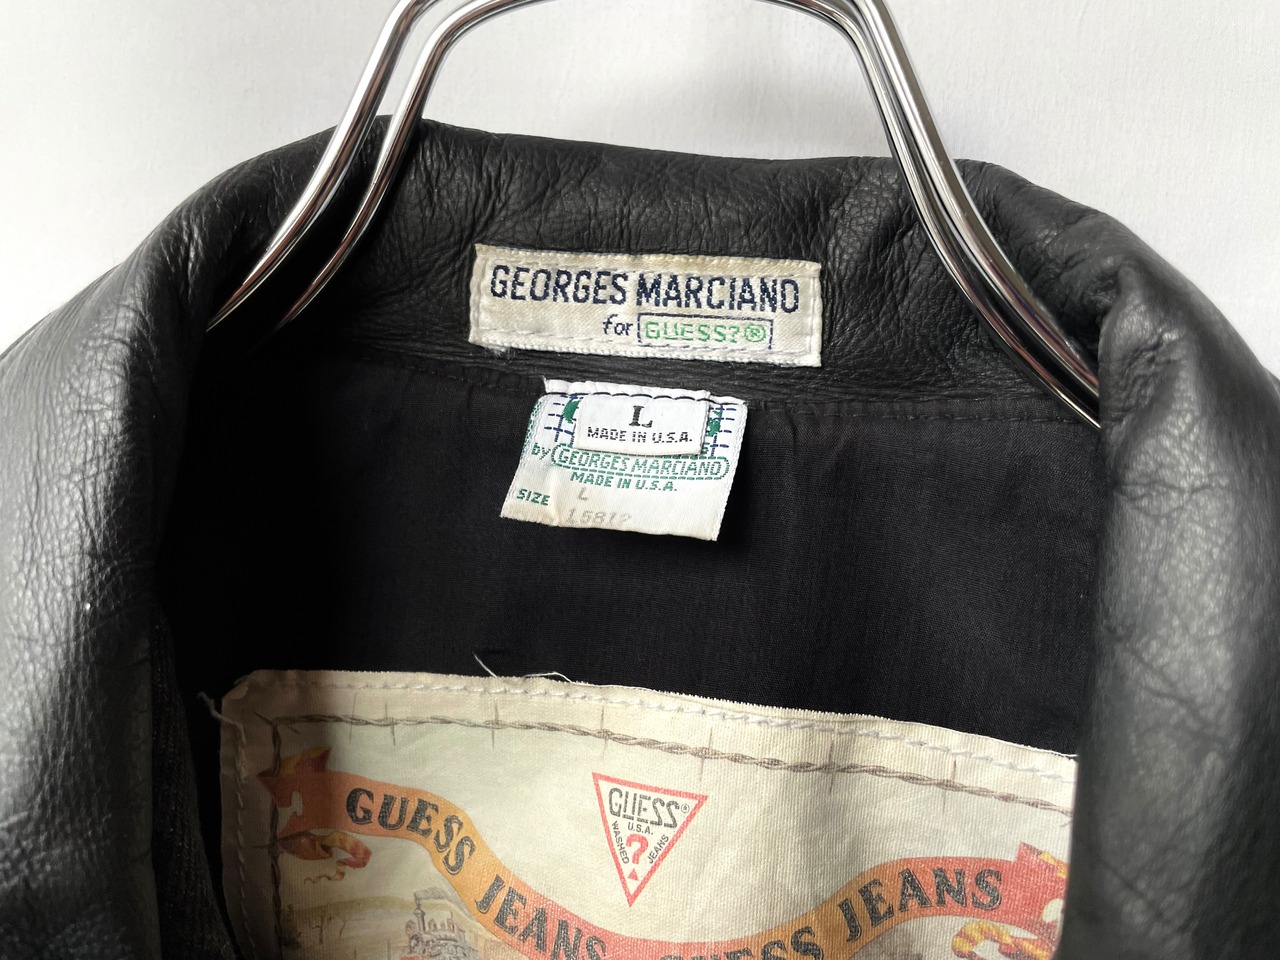 GEORGES MARCIANO
for GUESS?®
L
MADE IN U.S.A.
by GEORGES MARCIANO
MADE IN U.S.A.
SIZE L
15812
GUESS®
U.S.A.
WASHED ? JEANS
GUESS JEANS GUESS JEANS